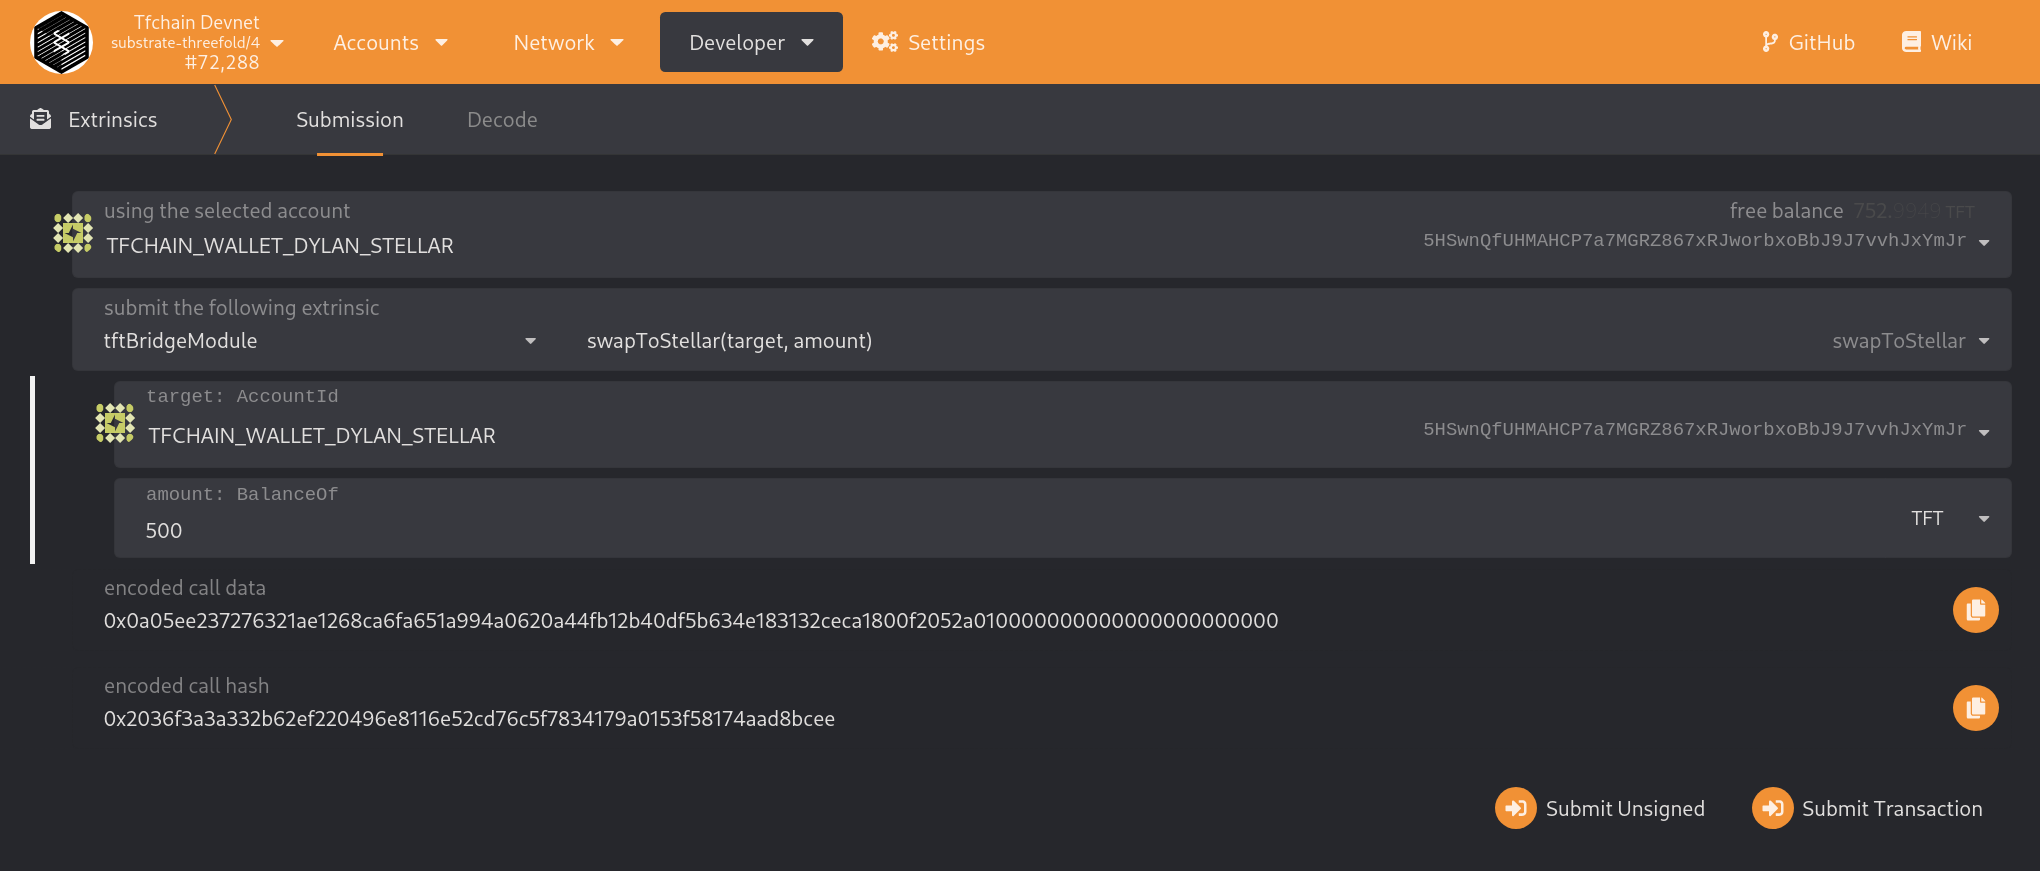 Tfchain Devnet
substrate-threefold/4
#72,288
Accounts
Network
Developer
Settings
GitHub
Wiki
Extrinsics
Submission
Decode
using the selected account
free balance 752.9949 TFT
TFCHAIN_WALLET_DYLAN_STELLAR
5HSwnQfUHMAHCP7a7MGRZ867xRJworbxoBbJ9J7vvhJxYmJr
submit the following extrinsic
tftBridgeModule
swapToStellar(target, amount)
swapToStellar
target: AccountId
TFCHAIN_WALLET_DYLAN_STELLAR
5HSwnQfUHMAHCP7a7MGRZ867xRJworbxoBbJ9J7vvhJxYmJr
amount: BalanceOf
500
TFT
encoded call data
0x0a05ee237276321ae1268ca6fa651a994a0620a44fb12b40df5b634e183132ceca1800f2052a010000000000000000000000
encoded call hash
0x2036f3a3a332b62ef220496e8116e52cd76c5f7834179a0153f58174aad8bcee
Submit Unsigned
Submit Transaction